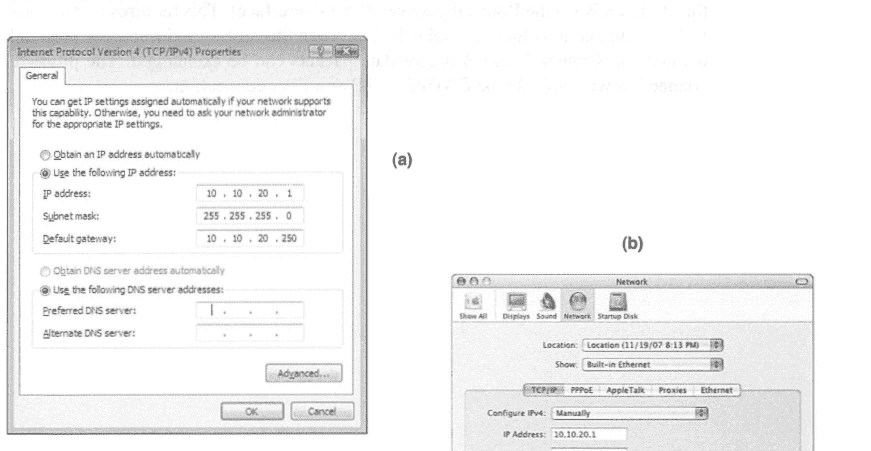 Internet Protocol Version 4 (TCP/IPv4) Properties
General
You can get IP settings assigned automatically if your network supports
this capability. Otherwise, you need to ask your network administrator
for the appropriate IP settings.
Obtain an IP address automatically
Use the following IP address:
IP address: 10 . 10 . 20 . 1
Subnet mask: 255 . 255 . 255 . 0
Default gateway: 10 . 10 . 20 . 250
Obtain DNS server address automatically
Use the following DNS server addresses:
Preferred DNS server: . . .
Alternate DNS server: . . .
Advanced...
OK Cancel
(a)
(b)
Network
Show All Displays Sound Network Startup Disk
Location: Location (11/19/07 8:13 PM)
Show: Built-in Ethernet
TCP/IP PPPoE AppleTalk Proxies Ethernet
Configure IPv4: Manually
IP Address: 10.10.20.1